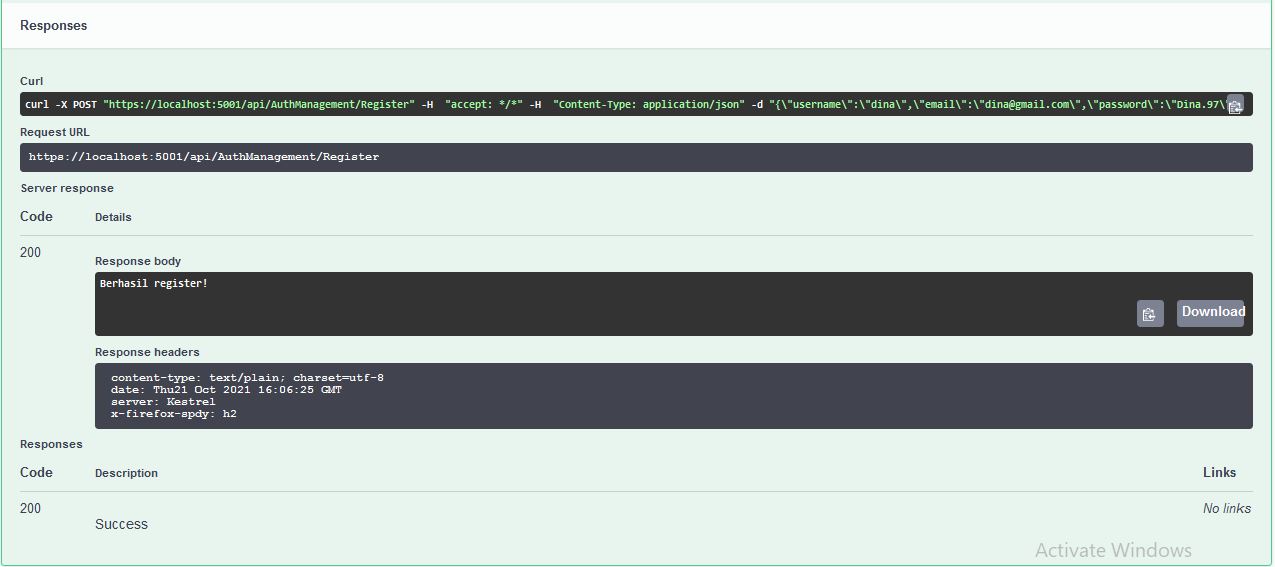 Responses
Curl
curl -X POST "https://localhost:5001/api/AuthManagement/Register" -H  "accept: */*" -H  "Content-Type: application/json" -d "{\"username\":\"dina\",\"email\":\"dina@gmail.com\",\"password\":\"Dina.97\
Request URL
https://localhost:5001/api/AuthManagement/Register
Server response
Code Details
200
Response body
Berhasil register!
Download
Response headers
content-type: text/plain; charset=utf-8
date: Thu21 Oct 2021 16:06:25 GMT
server: Kestrel
x-firefox-spdy: h2
Responses
Code Description Links
200 No links
Success
Activate Windows